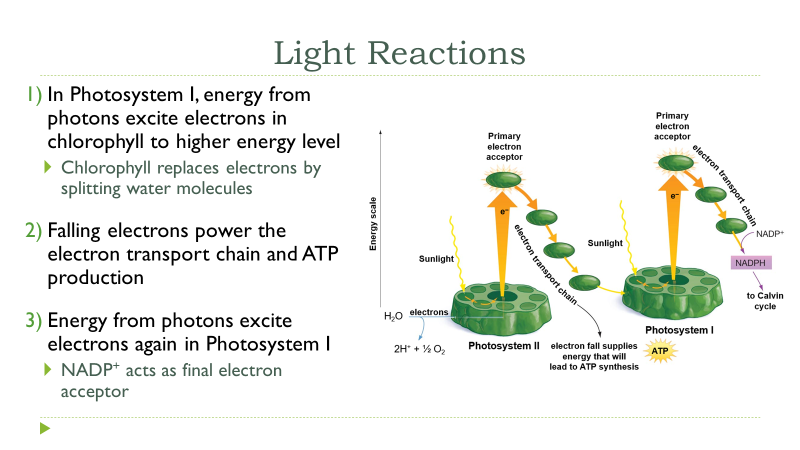 Light Reactions
1) In Photosystem I, energy from
photons excite electrons in
chlorophyll to higher energy level
Chlorophyll replaces electrons by
splitting water molecules
2) Falling electrons power the
electron transport chain and ATP
production
3) Energy from photons excite
electrons again in Photosystem I
NADP⁺ acts as final electron
acceptor
Energy scale
Primary
electron
acceptor
e⁻
electron transport chain
Sunlight
H₂O
electrons
2H⁺ + ½ O₂
Photosystem II
electron fall supplies
energy that will
lead to ATP synthesis
ATP
Primary
electron
acceptor
e⁻
electron transport chain
Sunlight
NADP⁺
NADPH
to Calvin
cycle
Photosystem I